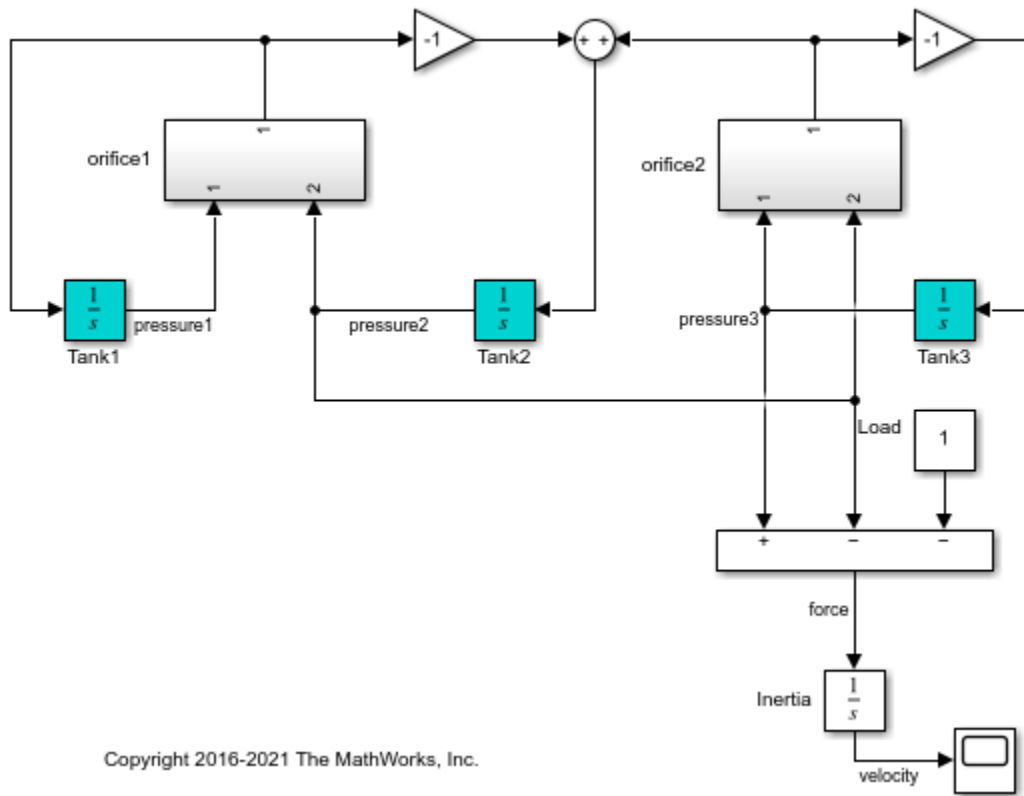 -1
+ +
-1
1
1
orifice1
orifice2
1
2
1
2
1
s
pressure1
Tank1
pressure2
1
s
Tank2
pressure3
1
s
Tank3
Load
1
+
−
−
force
Inertia
1
s
velocity
Copyright 2016-2021 The MathWorks, Inc.